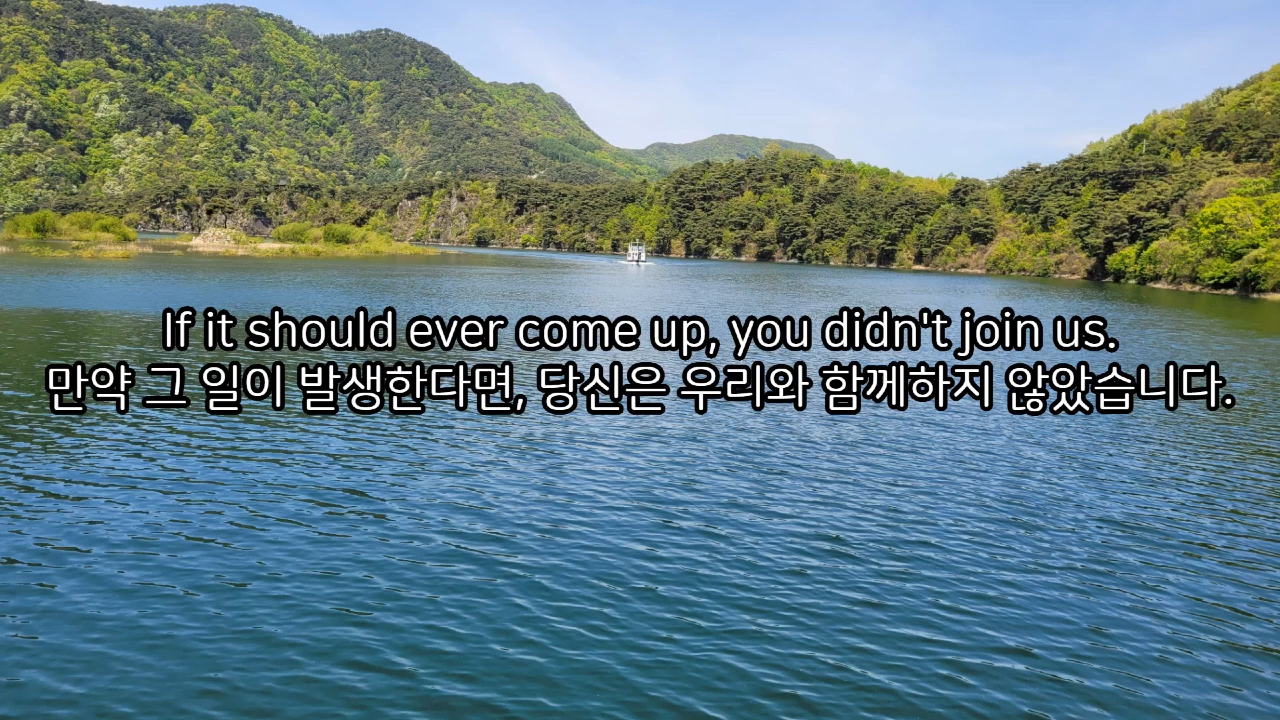 If it should ever come up, you didn't join us.
만약 그 일이 발생한다면, 당신은 우리와 함께하지 않았습니다.